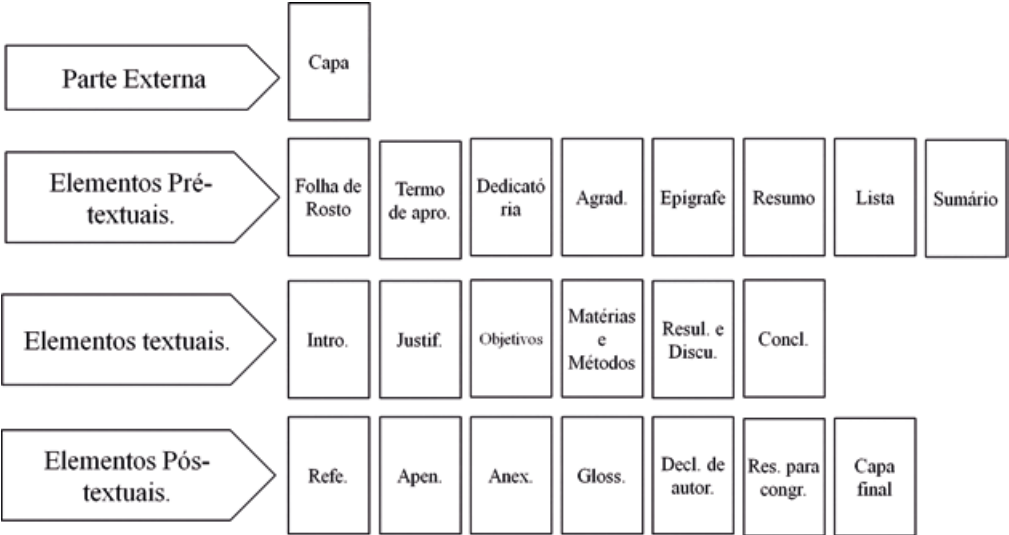 Parte Externa
Capa
Elementos Pré-
textuais.
Folha de
Rosto
Termo
de apro.
Dedicató
ria
Agrad.
Epigrafe
Resumo
Lista
Sumário
Elementos textuais.
Intro.
Justif.
Objetivos
Matérias
e
Métodos
Resul. e
Discu.
Concl.
Elementos Pós-
textuais.
Refe.
Apen.
Anex.
Gloss.
Decl. de
autor.
Res. para
congr.
Capa
final